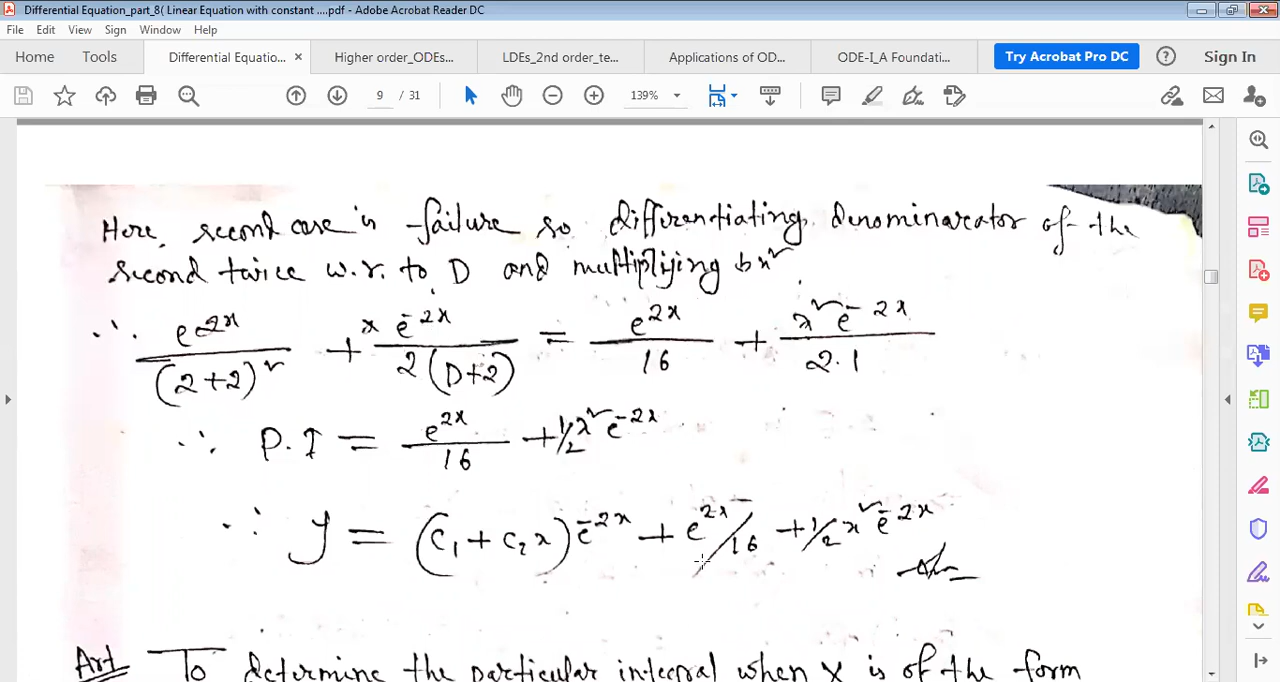 Differential Equation_part_8( Linear Equation with constant ....pdf - Adobe Acrobat Reader DC
File Edit View Sign Window Help
Home Tools Differential Equatio... × Higher order_ODEs... LDEs_2nd order_te... Applications of OD... ODE-I_A Foundati... Try Acrobat Pro DC ? Sign In
9 / 31 139%
Here, second case is failure so differentiating denominarcator of the
second twice w.r. to D and multiplying b x²
∴ e^{2x}/(2+2)² + x e^{-2x}/2(D+2) = e^{2x}/16 + x² e^{-2x}/2·1
∴ P.I = e^{2x}/16 + 1/2 x² e^{-2x}
∴ y = (c₁ + c₂x) e^{-2x} + e^{2x}/16 + 1/2 x² e^{-2x}
Ans
Art To determine the particular integral when X is of the form